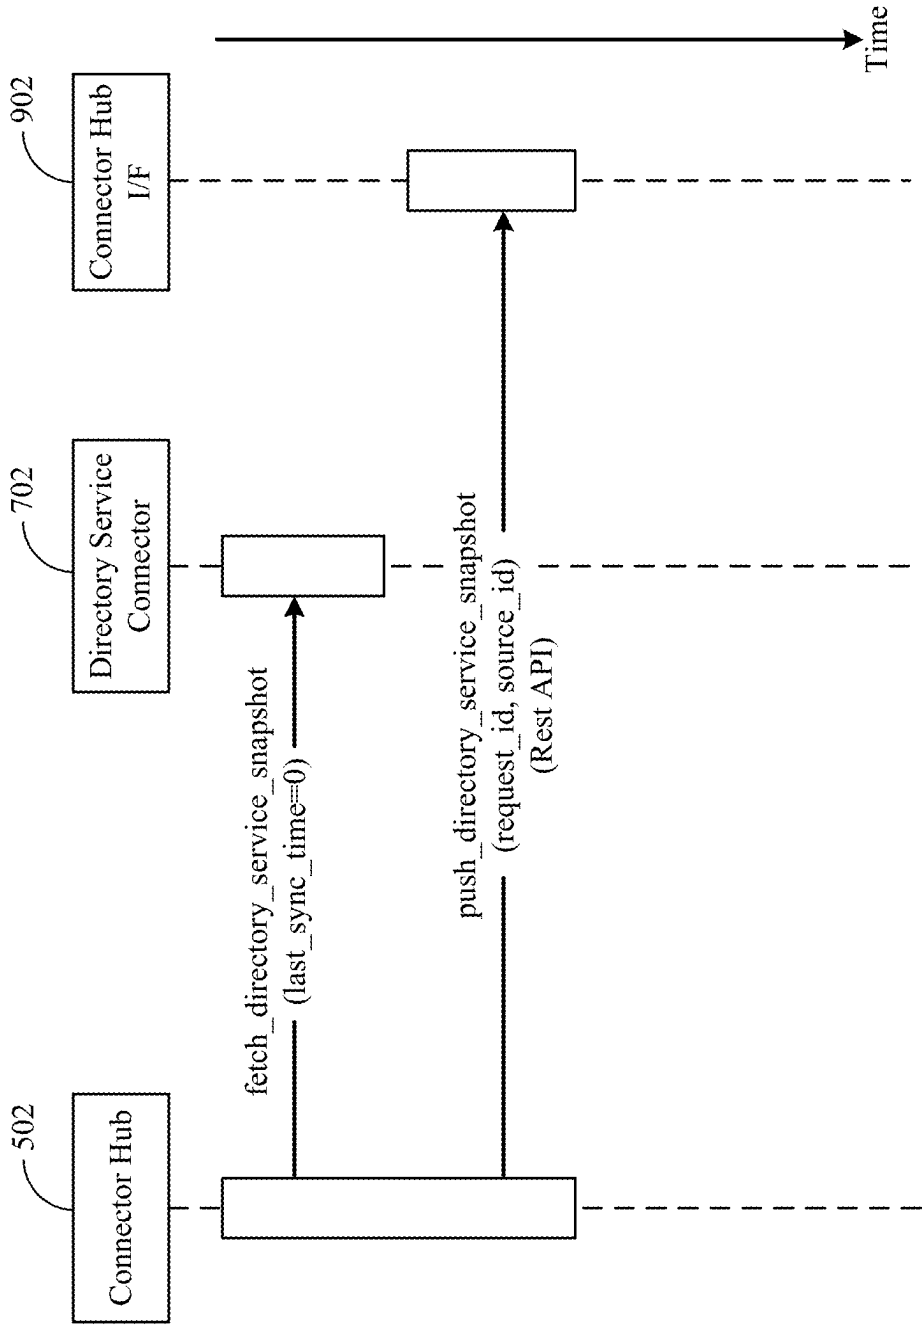 502
Connector Hub
702
Directory Service
Connector
902
Connector Hub
I/F
fetch_directory_service_snapshot
(last_sync_time=0)
push_directory_service_snapshot
(request_id, source_id)
(Rest API)
Time